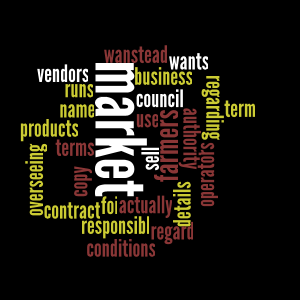 wanstead
wants
vendors
business
runs
regarding
council
name
term
use
authority
products
market
farmers
terms
sell
operators
overseeing
copy
details
foi
actually
contract
responsibl
regard
conditions